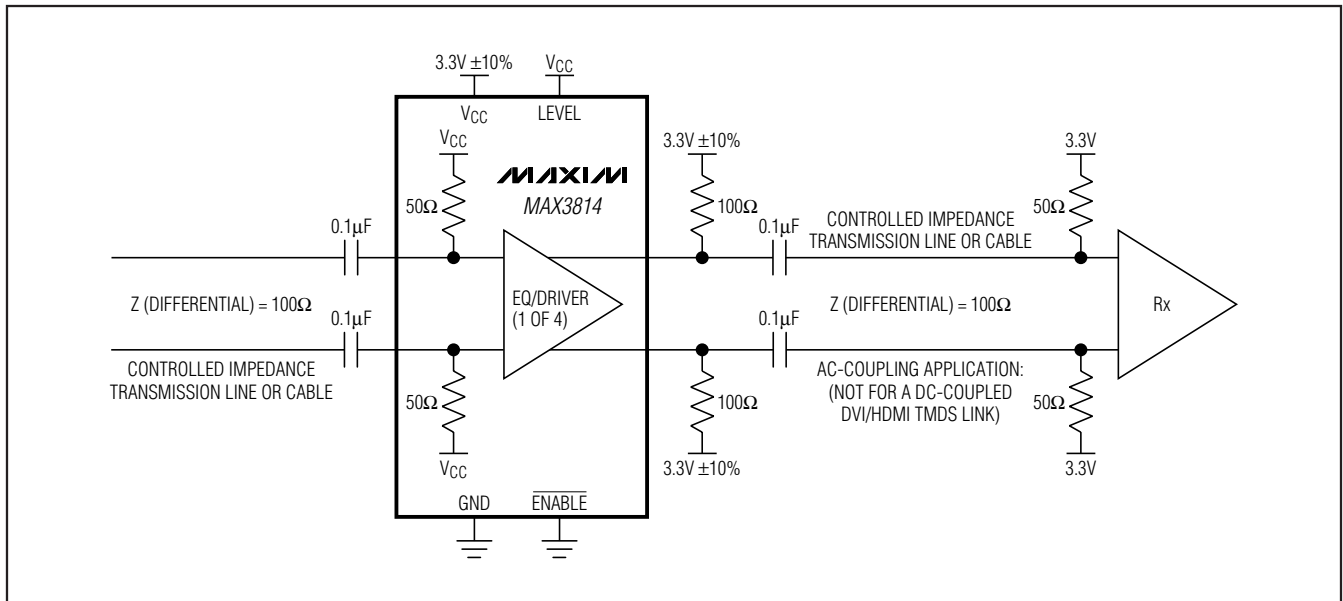 3.3V ±10%
VCC
VCC
LEVEL
VCC
MAXIM
MAX3814
50Ω
0.1µF
Z (DIFFERENTIAL) = 100Ω
0.1µF
CONTROLLED IMPEDANCE
TRANSMISSION LINE OR CABLE
EQ/DRIVER
(1 OF 4)
50Ω
VCC
GND
ENABLE
3.3V ±10%
100Ω
0.1µF
CONTROLLED IMPEDANCE
TRANSMISSION LINE OR CABLE
3.3V
50Ω
Z (DIFFERENTIAL) = 100Ω
0.1µF
Rx
AC-COUPLING APPLICATION:
(NOT FOR A DC-COUPLED
DVI/HDMI TMDS LINK)
100Ω
3.3V ±10%
50Ω
3.3V